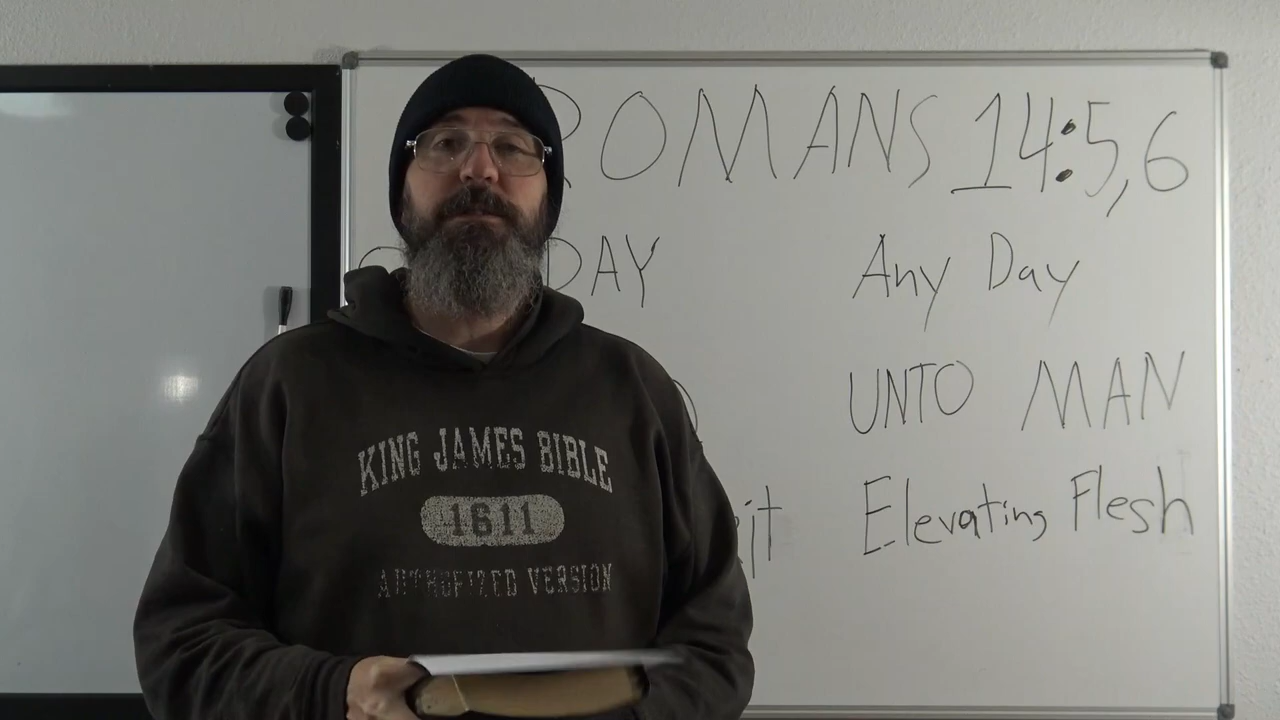 ROMANS 14:5,6
DAY Any Day
UNTO MAN
Elevating Flesh
KING JAMES BIBLE
1611
AUTHORIZED VERSION